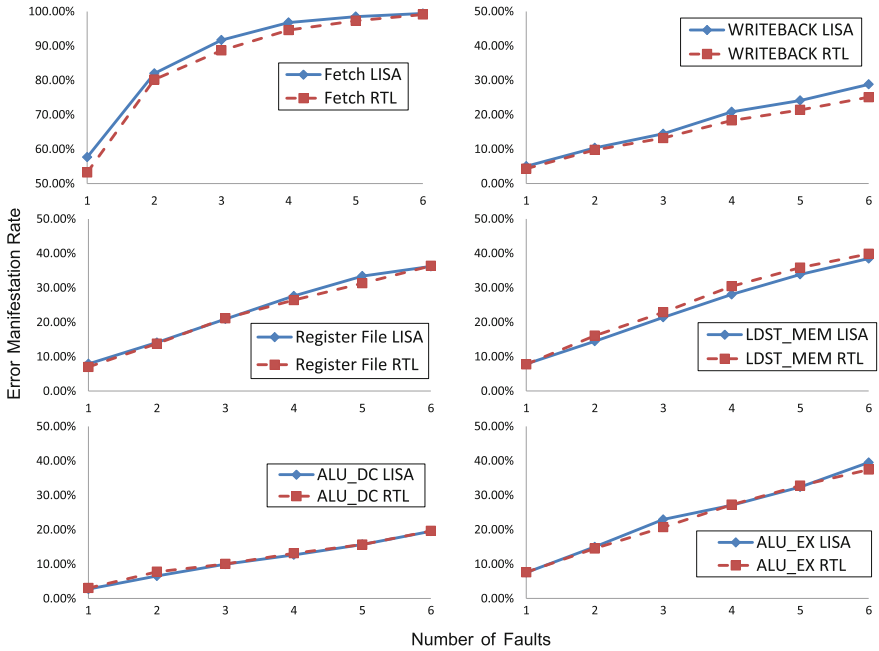 Error Manifestation Rate
100.00%
90.00%
80.00%
70.00%
60.00%
50.00%
1 2 3 4 5 6
Fetch LISA
Fetch RTL
50.00%
40.00%
30.00%
20.00%
10.00%
0.00%
1 2 3 4 5 6
WRITEBACK LISA
WRITEBACK RTL
50.00%
40.00%
30.00%
20.00%
10.00%
0.00%
1 2 3 4 5 6
Register File LISA
Register File RTL
50.00%
40.00%
30.00%
20.00%
10.00%
0.00%
1 2 3 4 5 6
LDST_MEM LISA
LDST_MEM RTL
50.00%
40.00%
30.00%
20.00%
10.00%
0.00%
1 2 3 4 5 6
ALU_DC LISA
ALU_DC RTL
50.00%
40.00%
30.00%
20.00%
10.00%
0.00%
1 2 3 4 5 6
ALU_EX LISA
ALU_EX RTL
Number of Faults